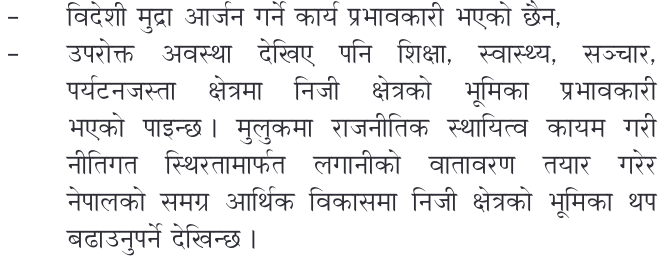 – विदेशी मुद्रा आर्जन गर्ने कार्य प्रभावकारी भएको छैन,
– उपरोक्त अवस्था देखिए पनि शिक्षा, स्वास्थ्य, सञ्चार,
पर्यटनजस्ता क्षेत्रमा निजी क्षेत्रको भूमिका प्रभावकारी
भएको पाइन्छ । मुलुकमा राजनीतिक स्थायित्व कायम गरी
नीतिगत स्थिरतामार्फत लगानीको वातावरण तयार गरेर
नेपालको समग्र आर्थिक विकासमा निजी क्षेत्रको भूमिका थप
बढाउनुपर्ने देखिन्छ ।